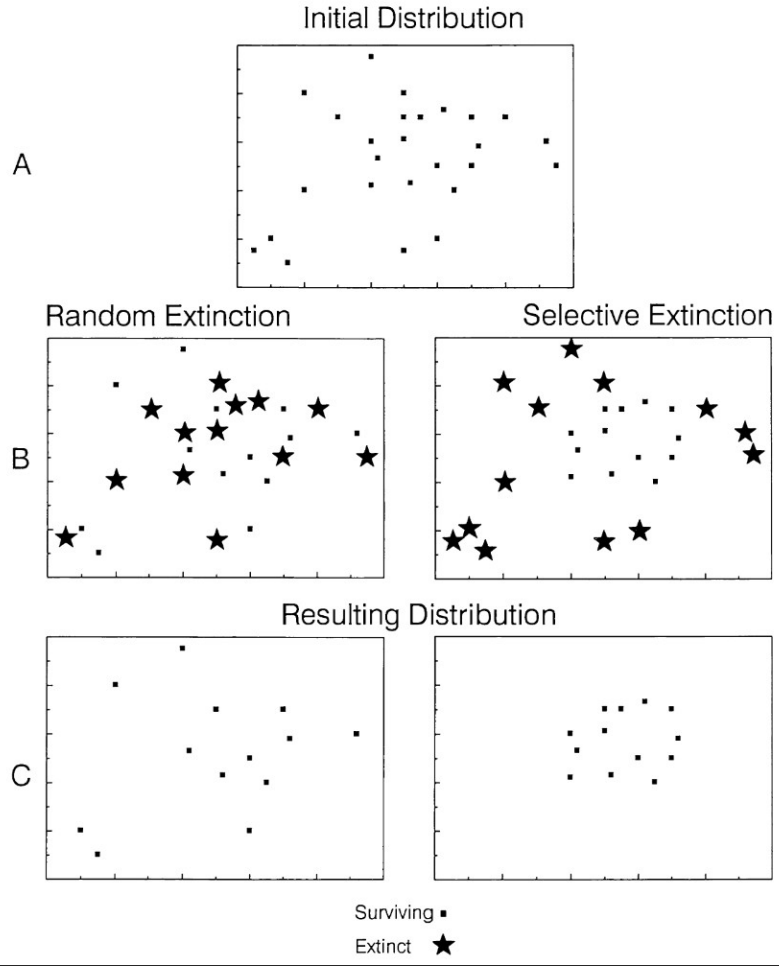 Initial Distribution
A
Random Extinction
Selective Extinction
B
Resulting Distribution
C
Surviving
Extinct